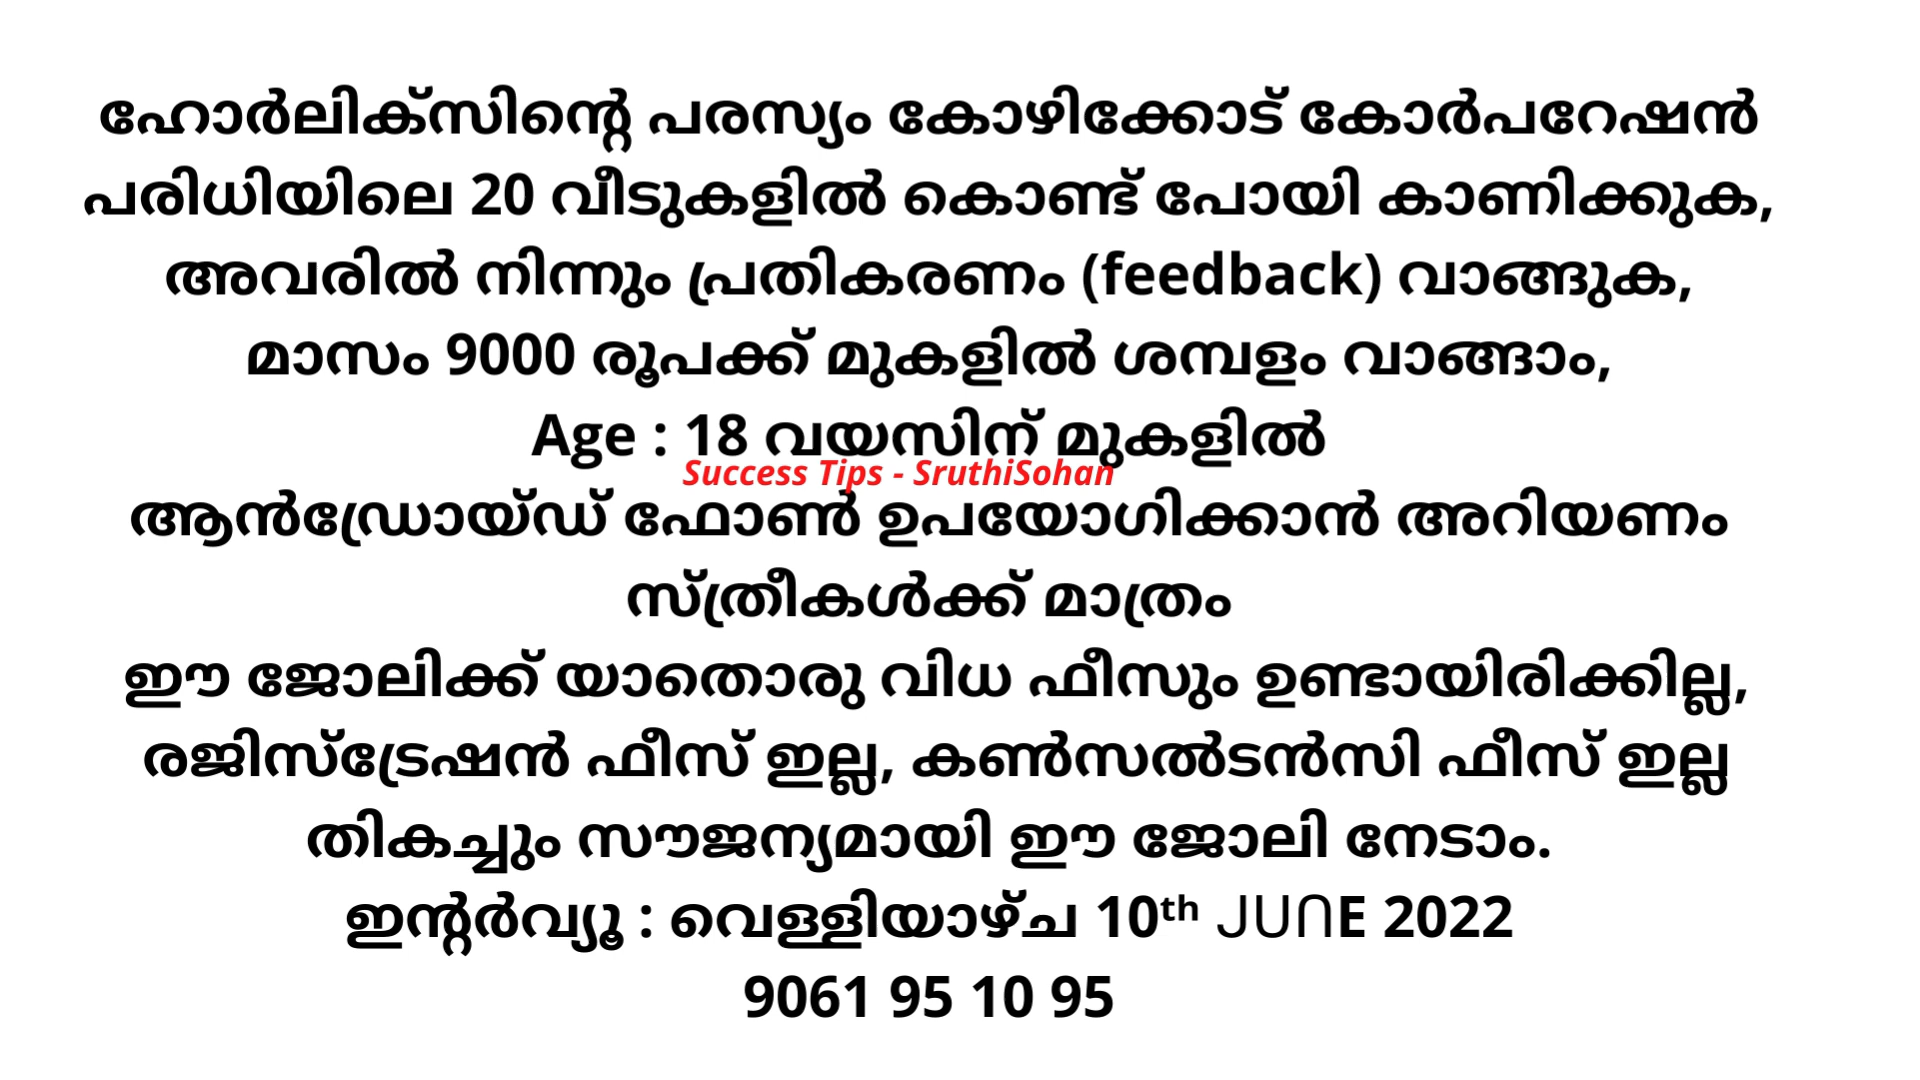 ഹോർലിക്സിന്റെ പരസ്യം കോഴിക്കോട് കോർപറേഷൻ
പരിധിയിലെ 20 വീടുകളിൽ കൊണ്ട് പോയി കാണിക്കുക,
അവരിൽ നിന്നും പ്രതികരണം (feedback) വാങ്ങുക,
മാസം 9000 രൂപക്ക് മുകളിൽ ശമ്പളം വാങ്ങാം,
Age : 18 വയസിന് മുകളിൽ
Success Tips - SruthiSohan
ആൻഡ്രോയ്ഡ് ഫോൺ ഉപയോഗിക്കാൻ അറിയണം
സ്ത്രീകൾക്ക് മാത്രം
ഈ ജോലിക്ക് യാതൊരു വിധ ഫീസും ഉണ്ടായിരിക്കില്ല,
രജിസ്ട്രേഷൻ ഫീസ് ഇല്ല, കൺസൽടൻസി ഫീസ് ഇല്ല
തികച്ചും സൗജന്യമായി ഈ ജോലി നേടാം.
ഇന്റർവ്യൂ : വെള്ളിയാഴ്ച 10ᵗʰ JUNE 2022
9061 95 10 95